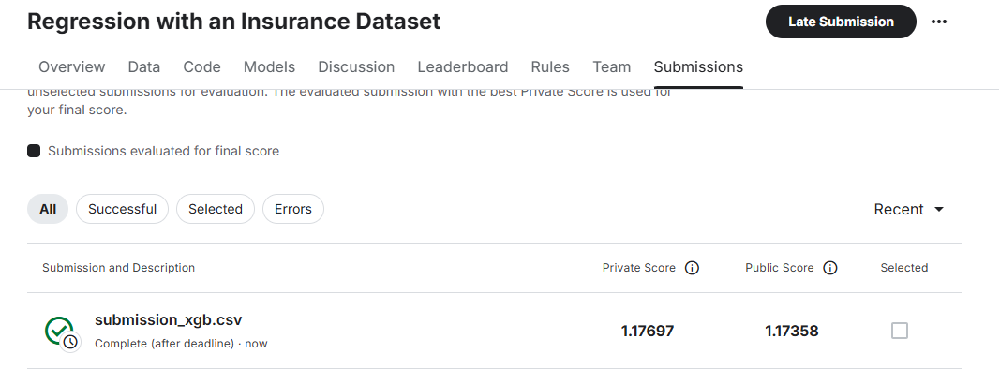 Regression with an Insurance Dataset
Late Submission
Overview Data Code Models Discussion Leaderboard Rules Team Submissions
unselected submissions for evaluation. The evaluated submission with the best Private Score is used for
your final score.
Submissions evaluated for final score
All Successful Selected Errors
Recent
Submission and Description Private Score Public Score Selected
submission_xgb.csv
1.17697 1.17358
Complete (after deadline) · now